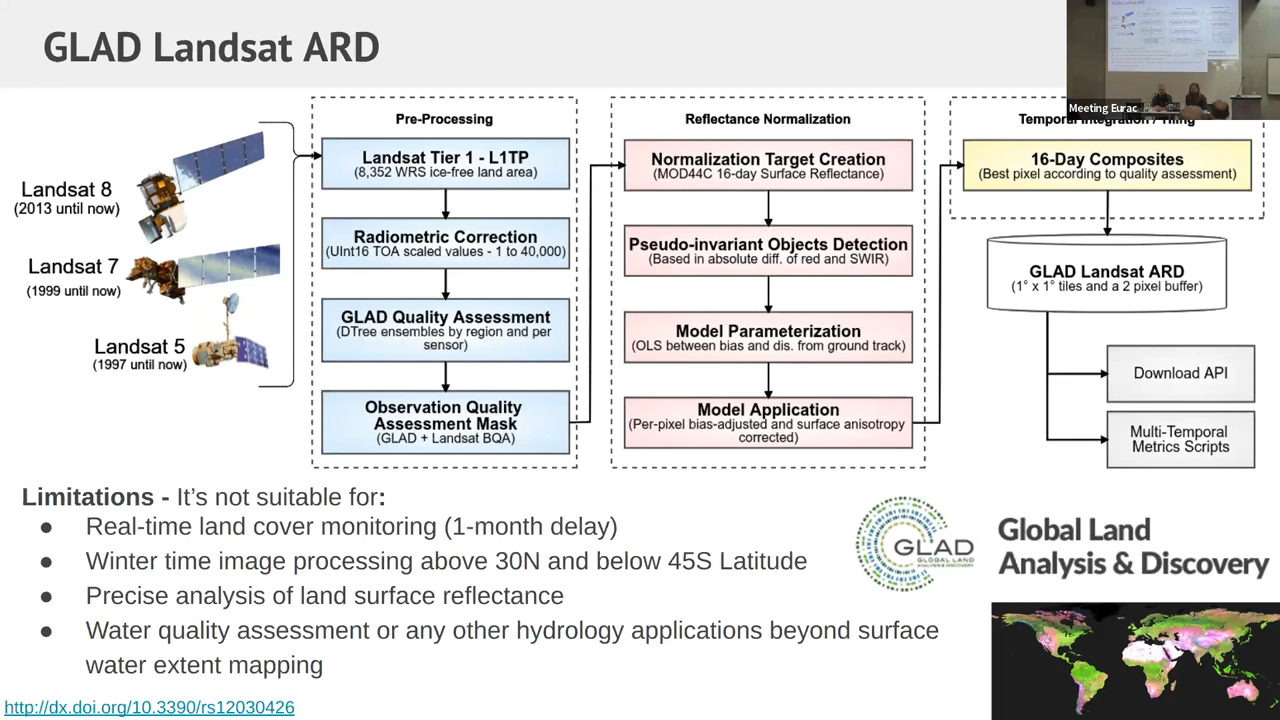 GLAD Landsat ARD
Meeting Eurac
Landsat 8
(2013 until now)
Landsat 7
(1999 until now)
Landsat 5
(1997 until now)
Pre-Processing
Landsat Tier 1 - L1TP
(8,352 WRS ice-free land area)
Radiometric Correction
(UInt16 TOA scaled values - 1 to 40,000)
GLAD Quality Assessment
(DTree ensembles by region and per
sensor)
Observation Quality
Assessment Mask
(GLAD + Landsat BQA)
Reflectance Normalization
Normalization Target Creation
(MOD44C 16-day Surface Reflectance)
Pseudo-invariant Objects Detection
(Based in absolute diff. of red and SWIR)
Model Parameterization
(OLS between bias and dis. from ground track)
Model Application
(Per-pixel bias-adjusted and surface anisotropy
corrected)
Temporal Integration / Tiling
16-Day Composites
(Best pixel according to quality assessment)
GLAD Landsat ARD
(1° x 1° tiles and a 2 pixel buffer)
Download API
Multi-Temporal
Metrics Scripts
Limitations - It's not suitable for:
● Real-time land cover monitoring (1-month delay)
● Winter time image processing above 30N and below 45S Latitude
● Precise analysis of land surface reflectance
● Water quality assessment or any other hydrology applications beyond surface
water extent mapping
GLAD
GLOBAL LAND
ANALYSIS & DISCOVERY
Global Land
Analysis & Discovery
http://dx.doi.org/10.3390/rs12030426